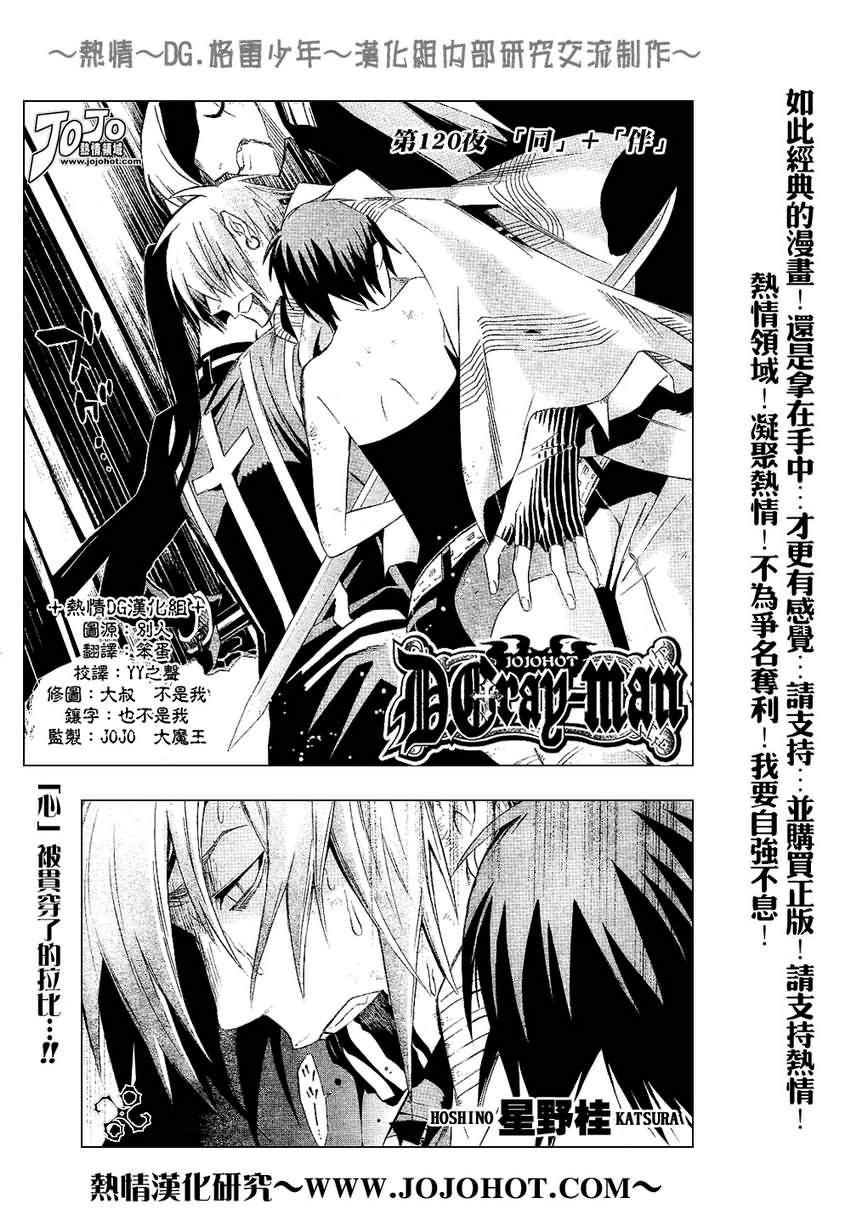 ～熱情～DG.格雷少年～漢化組内部研究交流制作～
如此經典的漫畫！還是拿在手中…才更有感覺…請支持…並購買正版！請支持熱情！
熱情領域！凝聚熱情！不為爭名奪利！我要自強不息！
JOJO
熱情領域
www.jojohot.com
第120夜 「同」+「伴」
+熱情DG漢化組+
圖源：別人
翻譯：笨蛋
校譯：YY之聲
修圖：大叔 不是我
鑲字：也不是我
監製：JOJO 大魔王
JOJOHOT
D.Gray-man
「心」被貫穿了的拉比…!!
HOSHINO 星野桂 KATSURA
熱情漢化研究～WWW.JOJOHOT.COM～